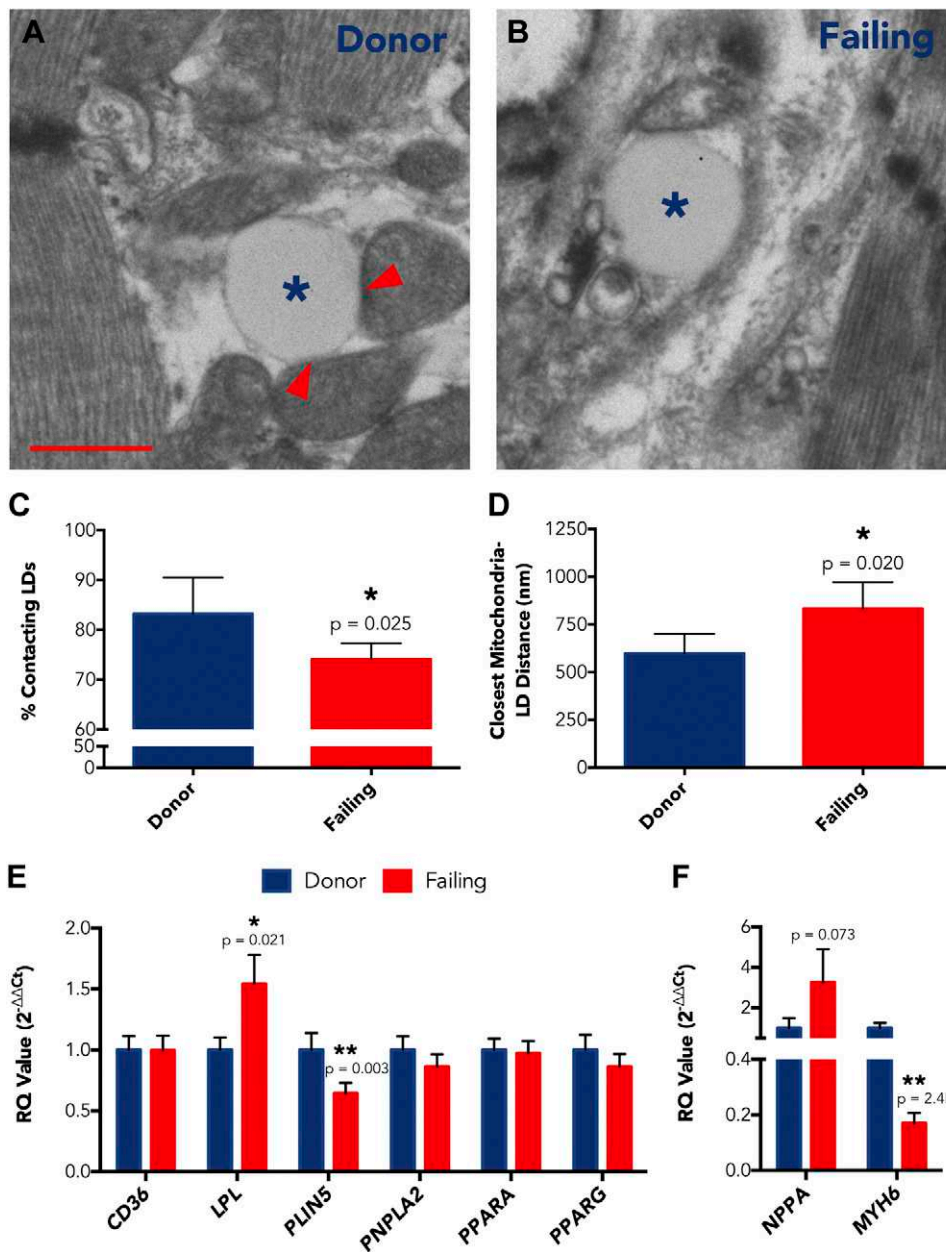 A
Donor
*
B
Failing
*
C
% Contacting LDs
100
90
80
70
60
50
0
*
p = 0.025
Donor
Failing
D
Closest Mitochondria-
LD Distance (nm)
1250
1000
750
500
250
0
*
p = 0.020
Donor
Failing
E
Donor
Failing
RQ Value (2-ΔΔCt)
2.0
1.5
1.0
0.5
0.0
*
p = 0.021
**
p = 0.003
CD36
LPL
PLIN5
PNPLA2
PPARA
PPARG
F
RQ Value (2-ΔΔCt)
6
4
2
0.4
0.2
0.0
p = 0.073
**
p = 2.4
NPPA
MYH6